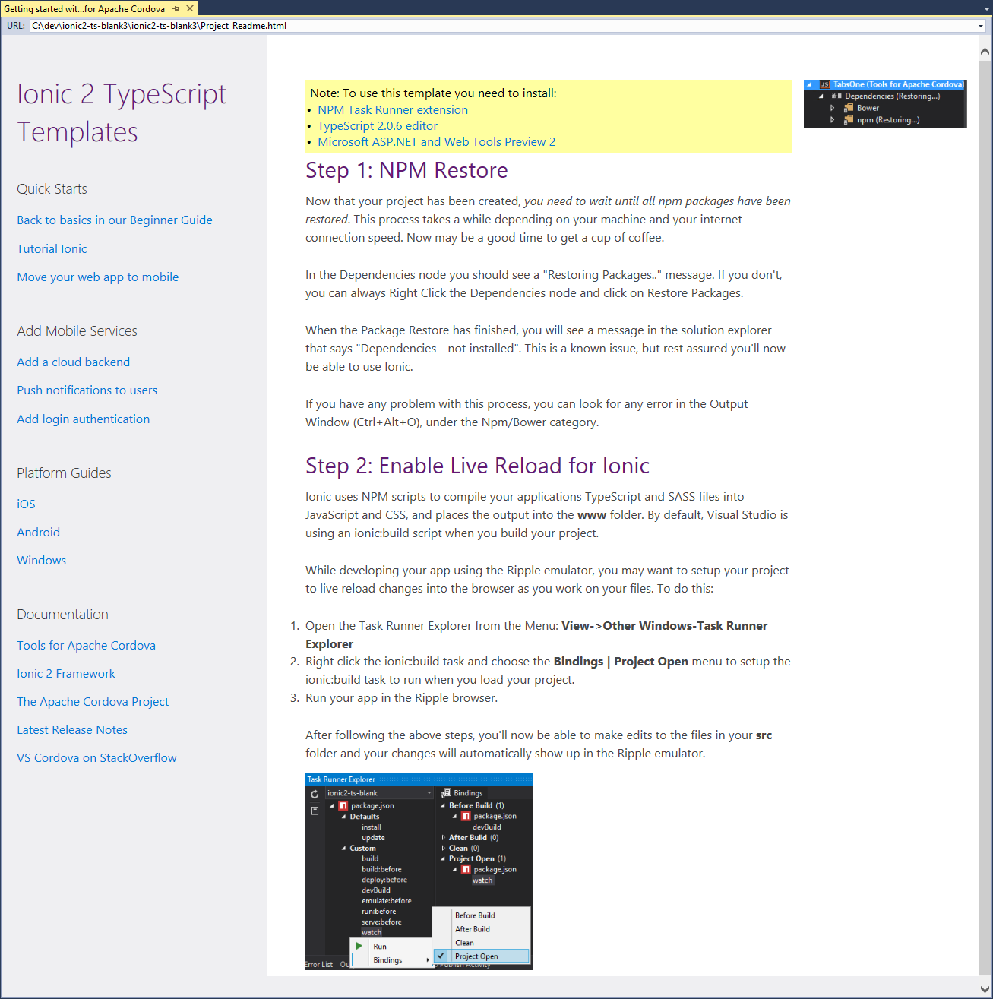 Getting started wit...for Apache Cordova
URL: C:\dev\ionic2-ts-blank3\ionic2-ts-blank3\Project_Readme.html
Ionic 2 TypeScript
Templates
Quick Starts
Back to basics in our Beginner Guide
Tutorial Ionic
Move your web app to mobile
Add Mobile Services
Add a cloud backend
Push notifications to users
Add login authentication
Platform Guides
iOS
Android
Windows
Documentation
Tools for Apache Cordova
Ionic 2 Framework
The Apache Cordova Project
Latest Release Notes
VS Cordova on StackOverflow
Note: To use this template you need to install:
• NPM Task Runner extension
• TypeScript 2.0.6 editor
• Microsoft ASP.NET and Web Tools Preview 2
Step 1: NPM Restore
Now that your project has been created, you need to wait until all npm packages have been
restored. This process takes a while depending on your machine and your internet
connection speed. Now may be a good time to get a cup of coffee.
In the Dependencies node you should see a "Restoring Packages.." message. If you don't,
you can always Right Click the Dependencies node and click on Restore Packages.
When the Package Restore has finished, you will see a message in the solution explorer
that says "Dependencies - not installed". This is a known issue, but rest assured you'll now
be able to use Ionic.
If you have any problem with this process, you can look for any error in the Output
Window (Ctrl+Alt+O), under the Npm/Bower category.
Step 2: Enable Live Reload for Ionic
Ionic uses NPM scripts to compile your applications TypeScript and SASS files into
JavaScript and CSS, and places the output into the www folder. By default, Visual Studio is
using an ionic:build script when you build your project.
While developing your app using the Ripple emulator, you may want to setup your project
to live reload changes into the browser as you work on your files. To do this:
1. Open the Task Runner Explorer from the Menu: View->Other Windows-Task Runner
Explorer
2. Right click the ionic:build task and choose the Bindings | Project Open menu to setup the
ionic:build task to run when you load your project.
3. Run your app in the Ripple browser.
After following the above steps, you'll now be able to make edits to the files in your src
folder and your changes will automatically show up in the Ripple emulator.
Task Runner Explorer
ionic2-ts-blank
package.json
Defaults
install
update
Custom
build
build:before
deploy:before
devBuild
emulate:before
run:before
serve:before
watch
Bindings
Before Build (1)
package.json
devBuild
After Build (0)
Clean (0)
Project Open (1)
package.json
watch
Run
Bindings
Before Build
After Build
Clean
Project Open
Error List
Publish Activity
JS TabsOne (Tools for Apache Cordova)
Dependencies (Restoring...)
Bower
npm (Restoring...)